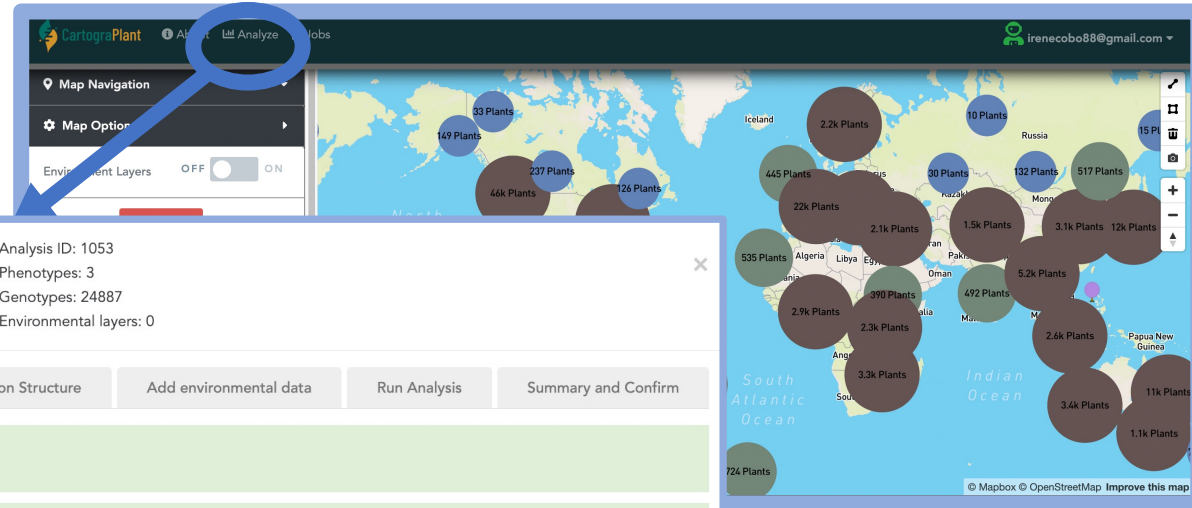 CartograPlant
Analyze
Jobs
irenecobo88@gmail.com
Map Navigation
Map Option
Environment Layers OFF ON
Analysis ID: 1053
Phenotypes: 3
Genotypes: 24887
Environmental layers: 0
on Structure
Add environmental data
Run Analysis
Summary and Confirm
33 Plants
149 Plants
237 Plants
46k Plants
126 Plants
North
Iceland
2.2k Plants
10 Plants
Russia
15 Pl
445 Plants
30 Plants
132 Plants
517 Plants
22k Plants
2.1k Plants
1.5k Plants
3.1k Plants
12k Plants
535 Plants
Algeria
Libya
Oman
5.2k Plants
390 Plants
492 Plants
2.9k Plants
2.3k Plants
2.6k Plants
Papua New
Guinea
3.3k Plants
South
Atlantic
Ocean
Indian
Ocean
11k Plants
3.4k Plants
1.1k Plants
724 Plants
© Mapbox © OpenStreetMap Improve this map